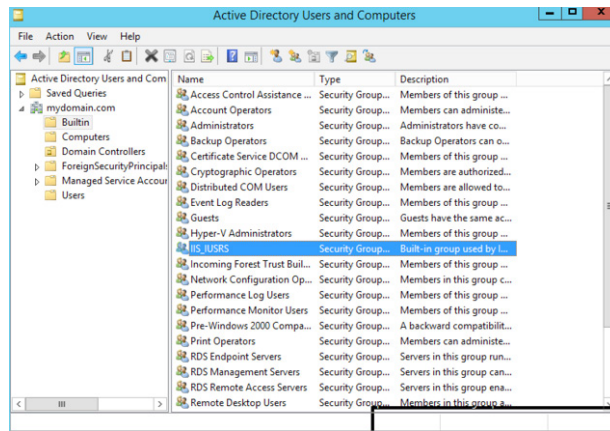 Active Directory Users and Computers
File Action View Help
Active Directory Users and Com
Saved Queries
mydomain.com
Builtin
Computers
Domain Controllers
ForeignSecurityPrincipals
Managed Service Accour
Users
Name Type Description
Access Control Assistance ... Security Group... Members of this group ...
Account Operators Security Group... Members can administe...
Administrators Security Group... Administrators have co...
Backup Operators Security Group... Backup Operators can o...
Certificate Service DCOM ... Security Group... Members of this group ...
Cryptographic Operators Security Group... Members are authorized...
Distributed COM Users Security Group... Members are allowed to...
Event Log Readers Security Group... Members of this group ...
Guests Security Group... Guests have the same ac...
Hyper-V Administrators Security Group... Members of this group ...
IIS_IUSRS Security Group... Built-in group used by I...
Incoming Forest Trust Buil... Security Group... Members of this group ...
Network Configuration Op... Security Group... Members in this group c...
Performance Log Users Security Group... Members of this group ...
Performance Monitor Users Security Group... Members of this group ...
Pre-Windows 2000 Compa... Security Group... A backward compatibilit...
Print Operators Security Group... Members can administe...
RDS Endpoint Servers Security Group... Servers in this group run...
RDS Management Servers Security Group... Servers in this group can...
RDS Remote Access Servers Security Group... Servers in this group ena...
Remote Desktop Users Security Group... Members in this group a...